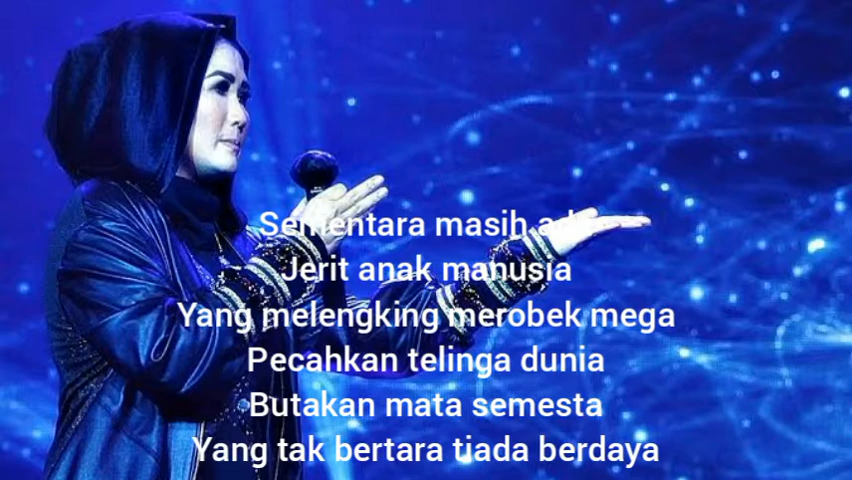 Sementara masih ada
Jerit anak manusia
Yang melengking merobek mega
Pecahkan telinga dunia
Butakan mata semesta
Yang tak bertara tiada berdaya